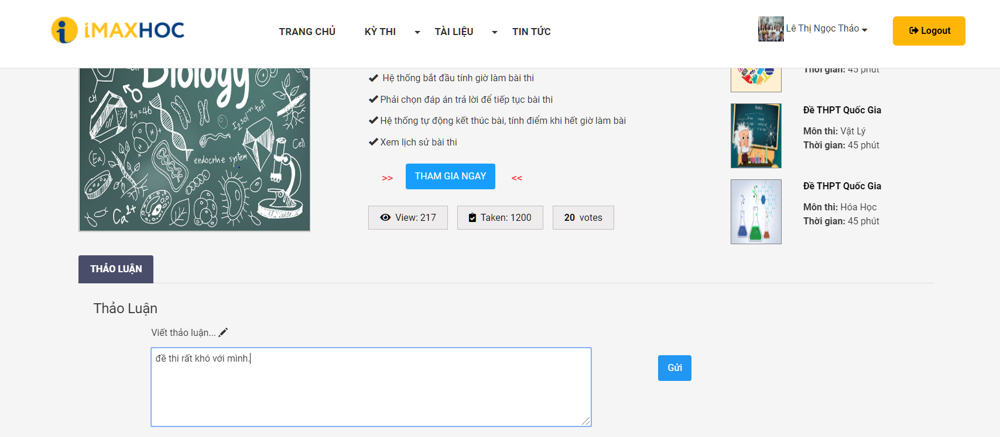 iMAXHOC
TRANG CHỦ
KỲ THI
TÀI LIỆU
TIN TỨC
Lê Thị Ngọc Thảo
Logout
Biology
CH
2n=46
I₂sol-n test
Cell
(Ea)
endocrine system
Ca²⁺
Hệ thống bắt đầu tính giờ làm bài thi
Phải chọn đáp án trả lời để tiếp tục bài thi
Hệ thống tự động kết thúc bài, tính điểm khi hết giờ làm bài
Xem lịch sử bài thi
>> THAM GIA NGAY <<
View: 217
Taken: 1200
20 votes
Thời gian: 45 phút
Đề THPT Quốc Gia
Môn thi: Vật Lý
Thời gian: 45 phút
Đề THPT Quốc Gia
Môn thi: Hóa Học
Thời gian: 45 phút
THẢO LUẬN
Thảo Luận
Viết thảo luận...
đề thi rất khó với mình.
Gửi